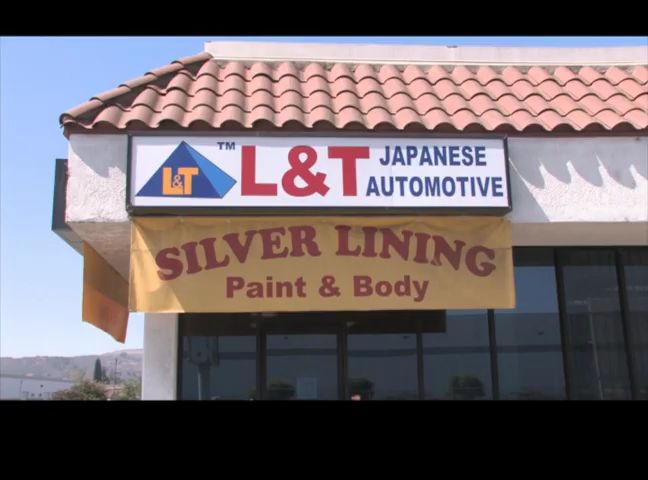 L&T
TM
L&T
JAPANESE
AUTOMOTIVE
SILVER LINING
Paint & Body